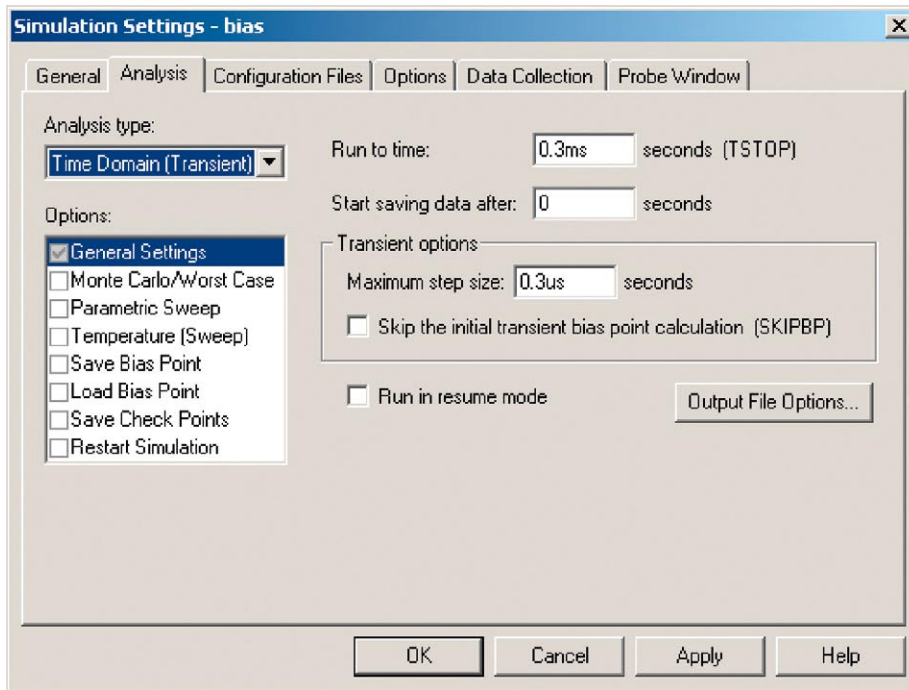 Simulation Settings - bias
General
Analysis
Configuration Files
Options
Data Collection
Probe Window
Analysis type:
Time Domain (Transient)
Options:
General Settings
Monte Carlo/Worst Case
Parametric Sweep
Temperature (Sweep)
Save Bias Point
Load Bias Point
Save Check Points
Restart Simulation
Run to time: 0.3ms seconds (TSTOP)
Start saving data after: 0 seconds
Transient options
Maximum step size: 0.3us seconds
Skip the initial transient bias point calculation (SKIPBP)
Run in resume mode
Output File Options...
OK
Cancel
Apply
Help